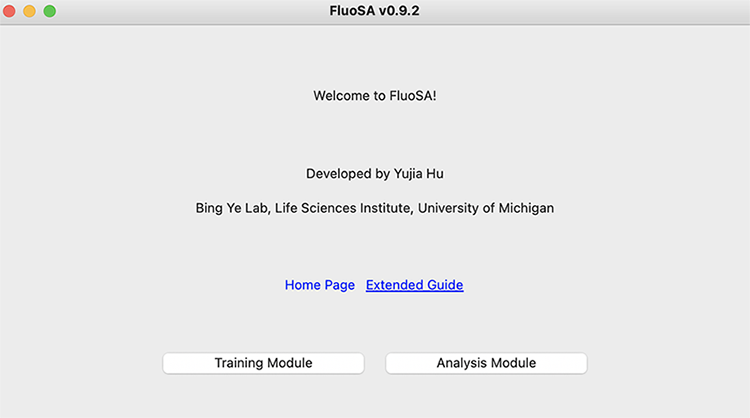 FluoSA v0.9.2
Welcome to FluoSA!
Developed by Yujia Hu
Bing Ye Lab, Life Sciences Institute, University of Michigan
Home Page Extended Guide
Training Module Analysis Module